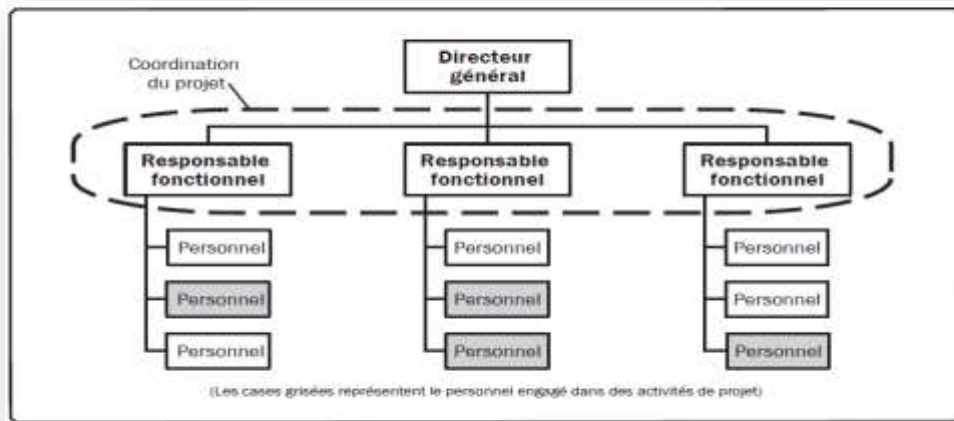 Directeur
général
Coordination
du projet
Responsable
fonctionnel
Responsable
fonctionnel
Responsable
fonctionnel
Personnel
Personnel
Personnel
Personnel
Personnel
Personnel
Personnel
Personnel
Personnel
(Les cases grisées représentent le personnel engagé dans des activités de projet)